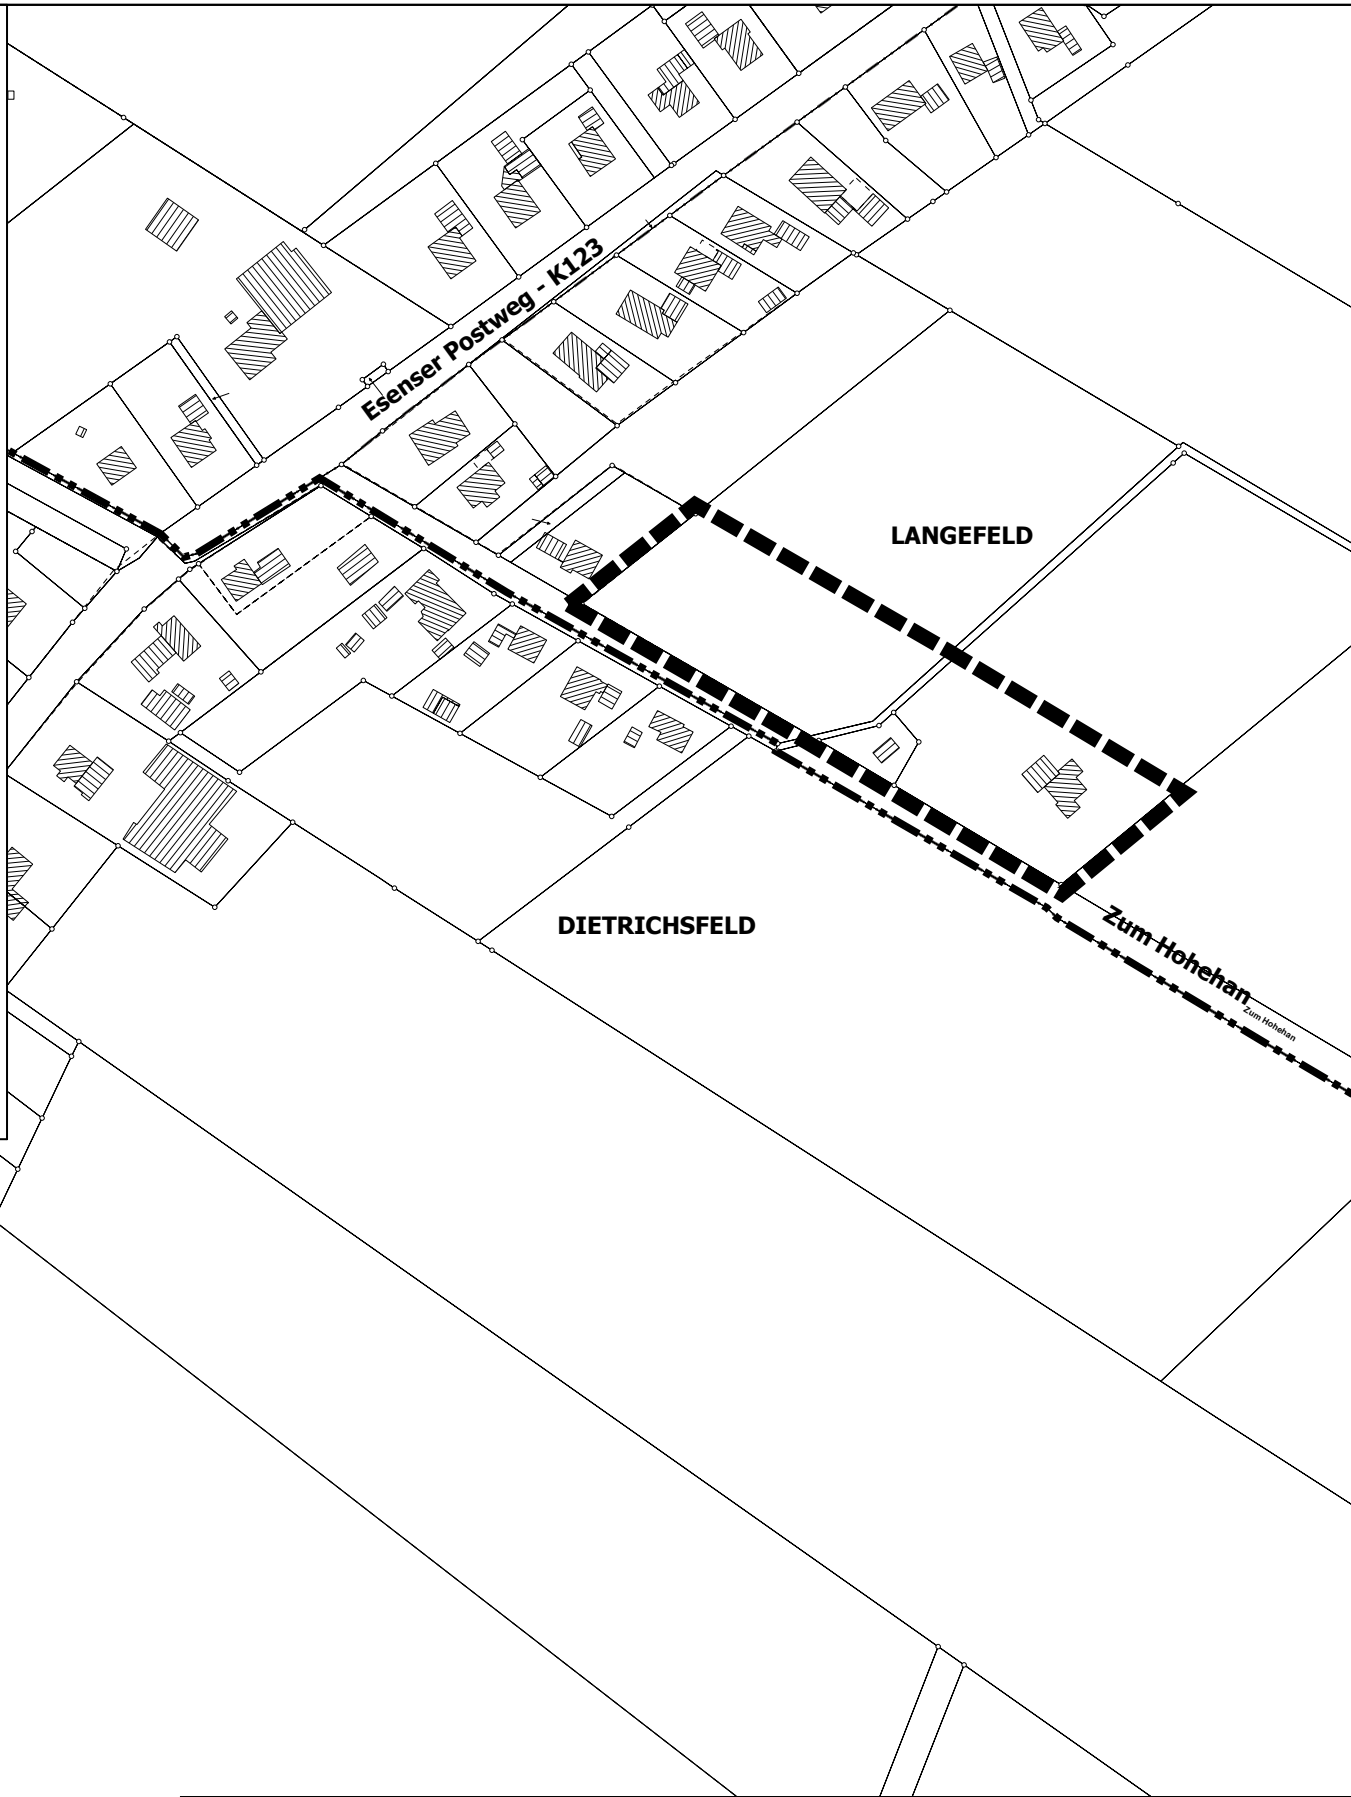 Esenser Postweg - K123
LANGEFELD
DIETRICHSFELD
Zum Hohehan
Zum Hohehan